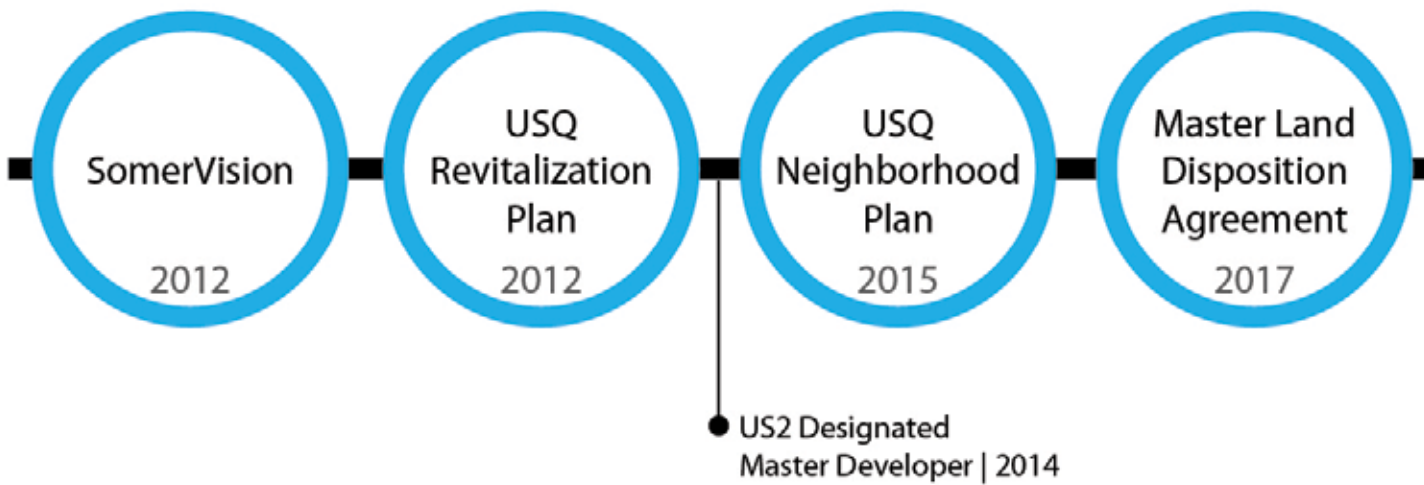 SomerVision
2012
USQ
Revitalization
Plan
2012
USQ
Neighborhood
Plan
2015
Master Land
Disposition
Agreement
2017
US2 Designated
Master Developer | 2014